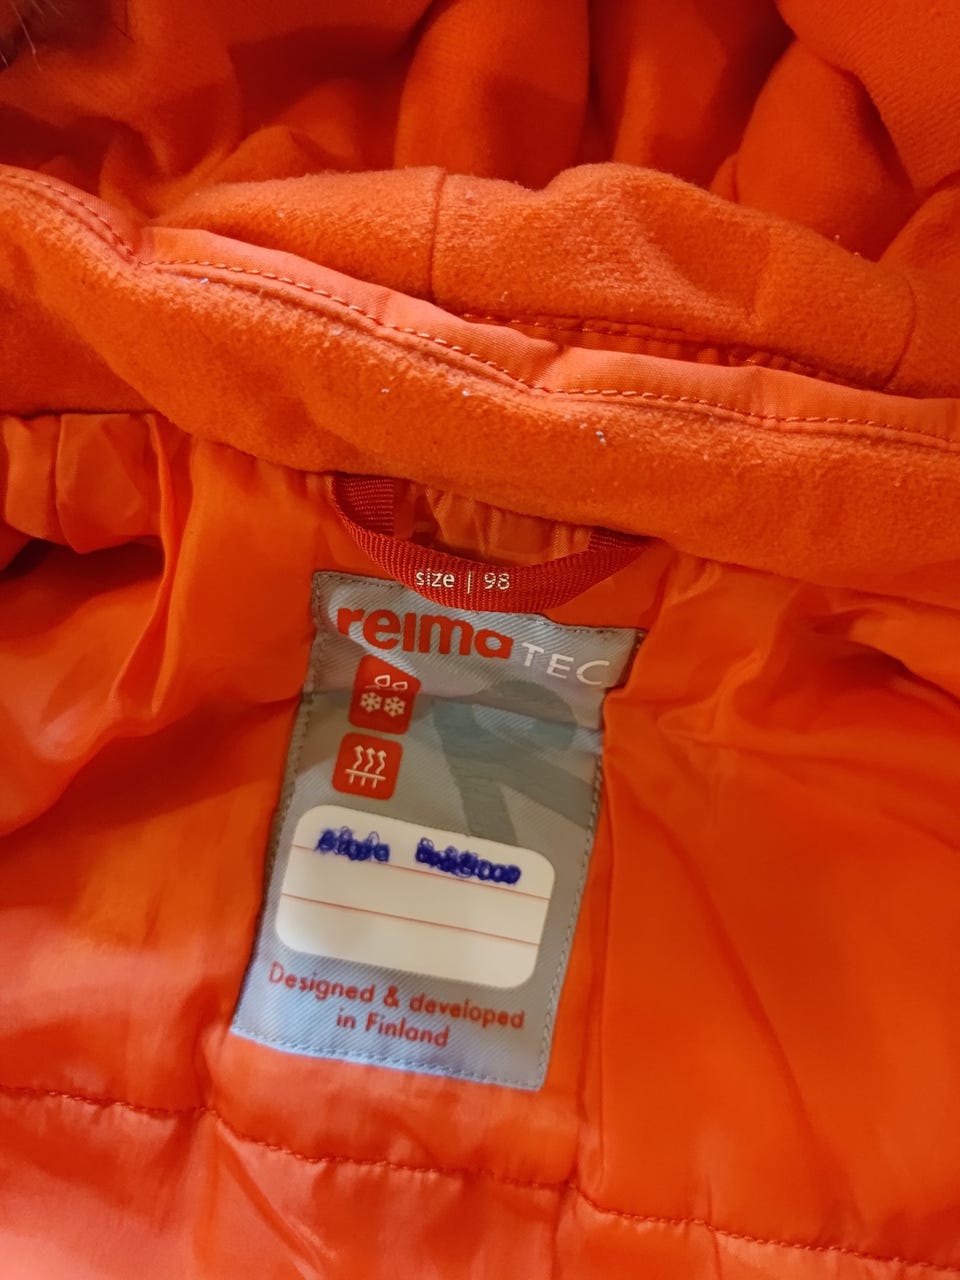 size | 98
reima TEC
Designed & developed
in Finland